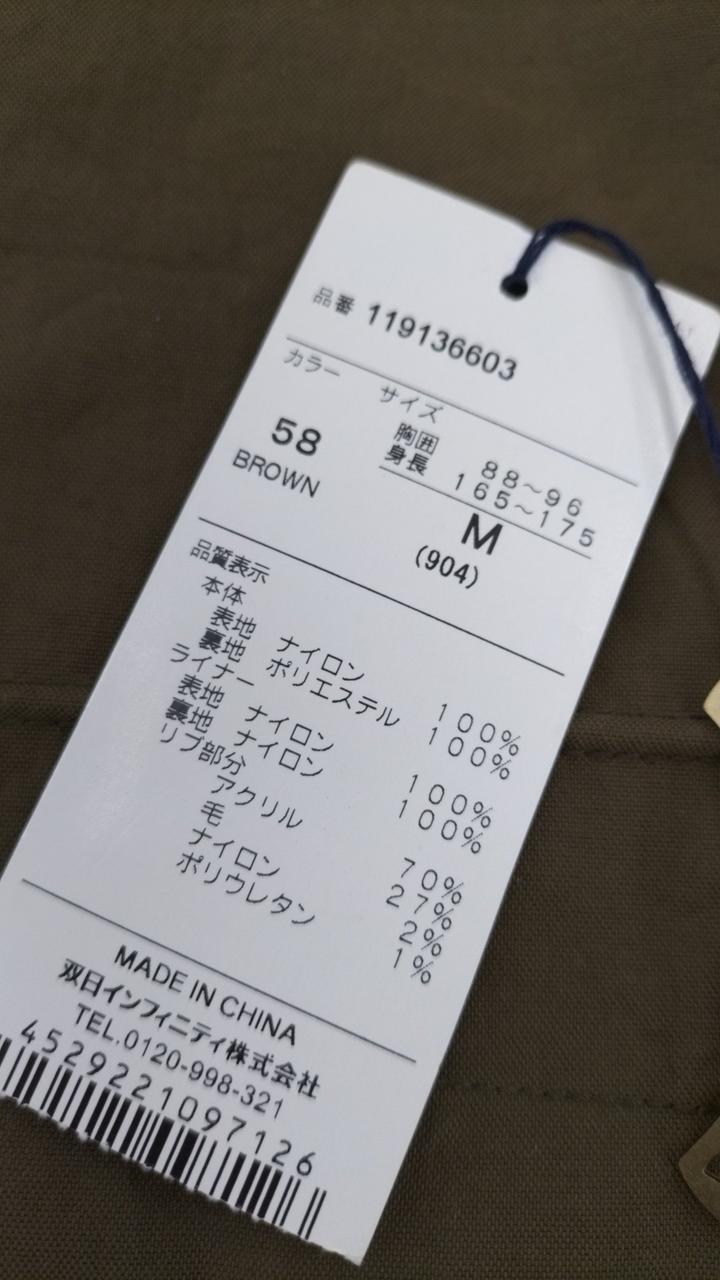 品番 119136603
カラー サイズ
58 胸囲 88～96
BROWN 身長 165～175
M
(904)
品質表示
本体
表地 ナイロン 100%
裏地 ポリエステル 100%
ライナー
表地 ナイロン 100%
裏地 ナイロン 100%
リブ部分
アクリル 70%
毛 27%
ナイロン 2%
ポリウレタン 1%
MADE IN CHINA
双日インフィニティ株式会社
TEL.0120-998-321
4529221097126